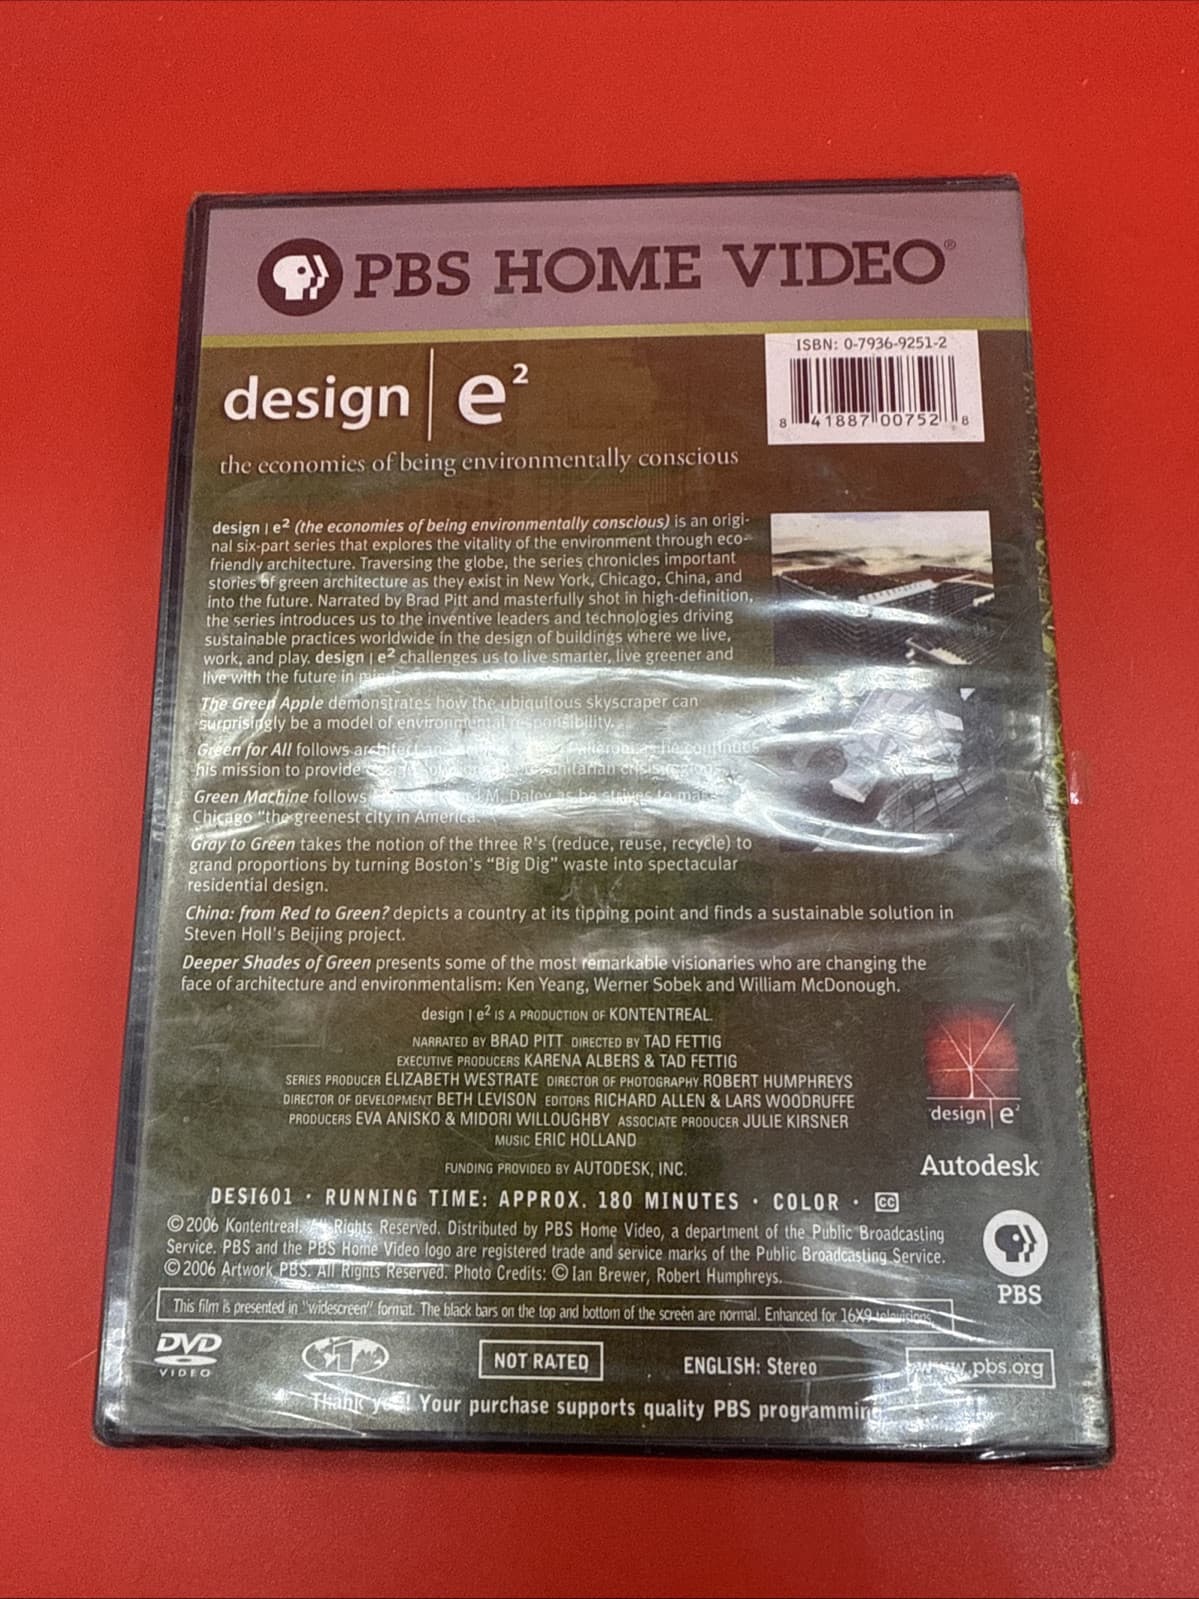 PBS HOME VIDEO®
ISBN: 0-7936-9251-2
8 41887 00752 8
design | e²
the economies of being environmentally conscious
design | e² (the economies of being environmentally conscious) is an origi-
nal six-part series that explores the vitality of the environment through eco-
friendly architecture. Traversing the globe, the series chronicles important
stories of green architecture as they exist in New York, Chicago, China, and
into the future. Narrated by Brad Pitt and masterfully shot in high-definition,
the series introduces us to the inventive leaders and technologies driving
sustainable practices worldwide in the design of buildings where we live,
work, and play. design | e² challenges us to live smarter, live greener and
live with the future in
The Green Apple demonstrates how the ubiquitous skyscraper can
surprisingly be a model of environmental responsibility.
Green for All follows architect as he continues
his mission to provide
Green Machine follows M. Daley as he strives to make
Chicago "the greenest city in America.
Gray to Green takes the notion of the three R's (reduce, reuse, recycle) to
grand proportions by turning Boston's "Big Dig" waste into spectacular
residential design.
China: from Red to Green? depicts a country at its tipping point and finds a sustainable solution in
Steven Holl's Beijing project.
Deeper Shades of Green presents some of the most remarkable visionaries who are changing the
face of architecture and environmentalism: Ken Yeang, Werner Sobek and William McDonough.
design | e² IS A PRODUCTION OF KONTENTREAL.
NARRATED BY BRAD PITT DIRECTED BY TAD FETTIG
EXECUTIVE PRODUCERS KARENA ALBERS & TAD FETTIG
SERIES PRODUCER ELIZABETH WESTRATE DIRECTOR OF PHOTOGRAPHY ROBERT HUMPHREYS
DIRECTOR OF DEVELOPMENT BETH LEVISON EDITORS RICHARD ALLEN & LARS WOODRUFFE
PRODUCERS EVA ANISKO & MIDORI WILLOUGHBY ASSOCIATE PRODUCER JULIE KIRSNER
MUSIC ERIC HOLLAND
design | e²
FUNDING PROVIDED BY AUTODESK, INC.
Autodesk
DESI601 · RUNNING TIME: APPROX. 180 MINUTES · COLOR · CC
©2006 Kontentreal. All Rights Reserved. Distributed by PBS Home Video, a department of the Public Broadcasting
Service. PBS and the PBS Home Video logo are registered trade and service marks of the Public Broadcasting Service.
©2006 Artwork PBS. All Rights Reserved. Photo Credits: © Ian Brewer, Robert Humphreys.
PBS
This film is presented in "widescreen" format. The black bars on the top and bottom of the screen are normal. Enhanced for 16X9 televisions.
DVD
VIDEO
1
NOT RATED
ENGLISH: Stereo
www.pbs.org
Thank you! Your purchase supports quality PBS programming.